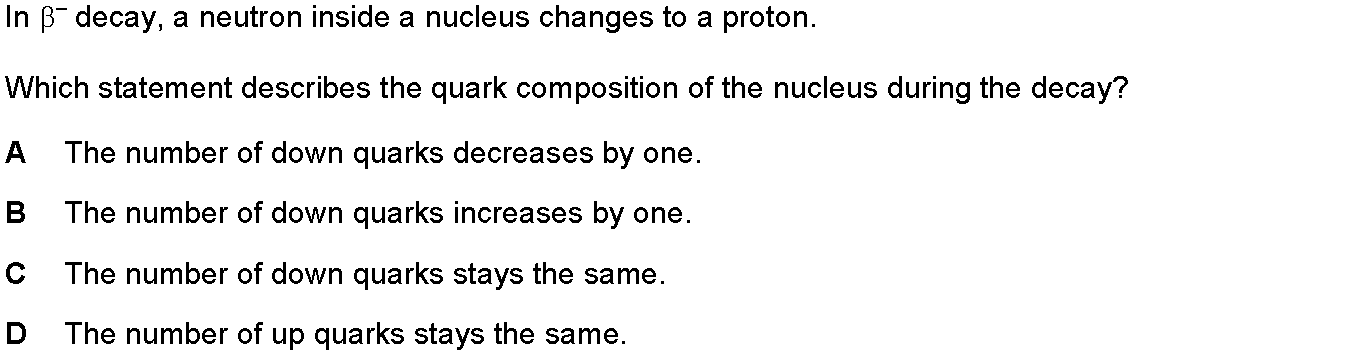 In β⁻ decay, a neutron inside a nucleus changes to a proton.
Which statement describes the quark composition of the nucleus during the decay?
A The number of down quarks decreases by one.
B The number of down quarks increases by one.
C The number of down quarks stays the same.
D The number of up quarks stays the same.